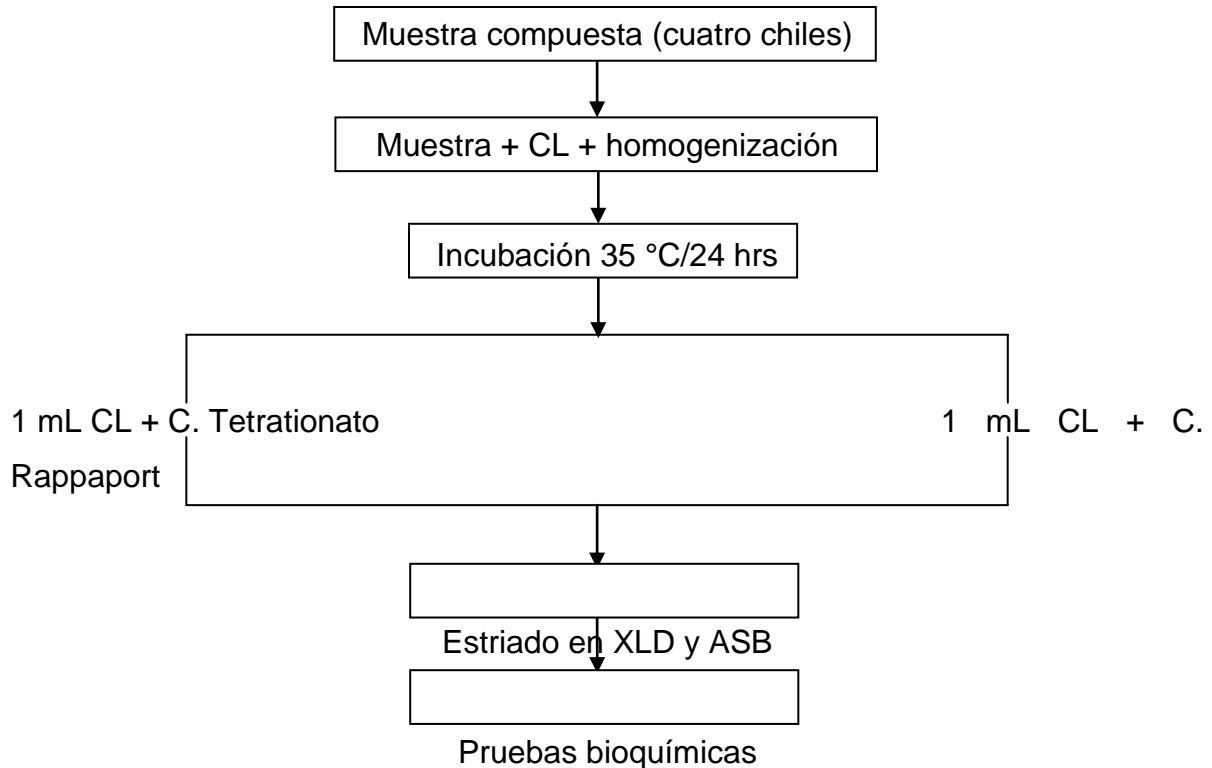 Muestra compuesta (cuatro chiles)
Muestra + CL + homogenización
Incubación 35 °C/24 hrs
1 mL CL + C. Tetrationato 1 mL CL + C.
Rappaport
Estriado en XLD y ASB
Pruebas bioquímicas